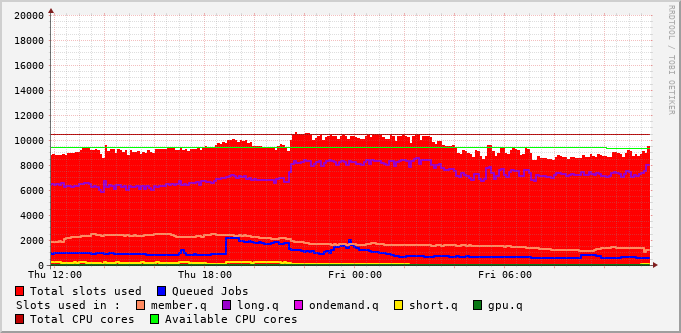 RRDTOOL / TOBI OETIKER
20000
18000
16000
14000
12000
10000
8000
6000
4000
2000
0
Thu 12:00 Thu 18:00 Fri 00:00 Fri 06:00
Total slots used Queued Jobs
Slots used in : member.q long.q ondemand.q short.q gpu.q
Total CPU cores Available CPU cores